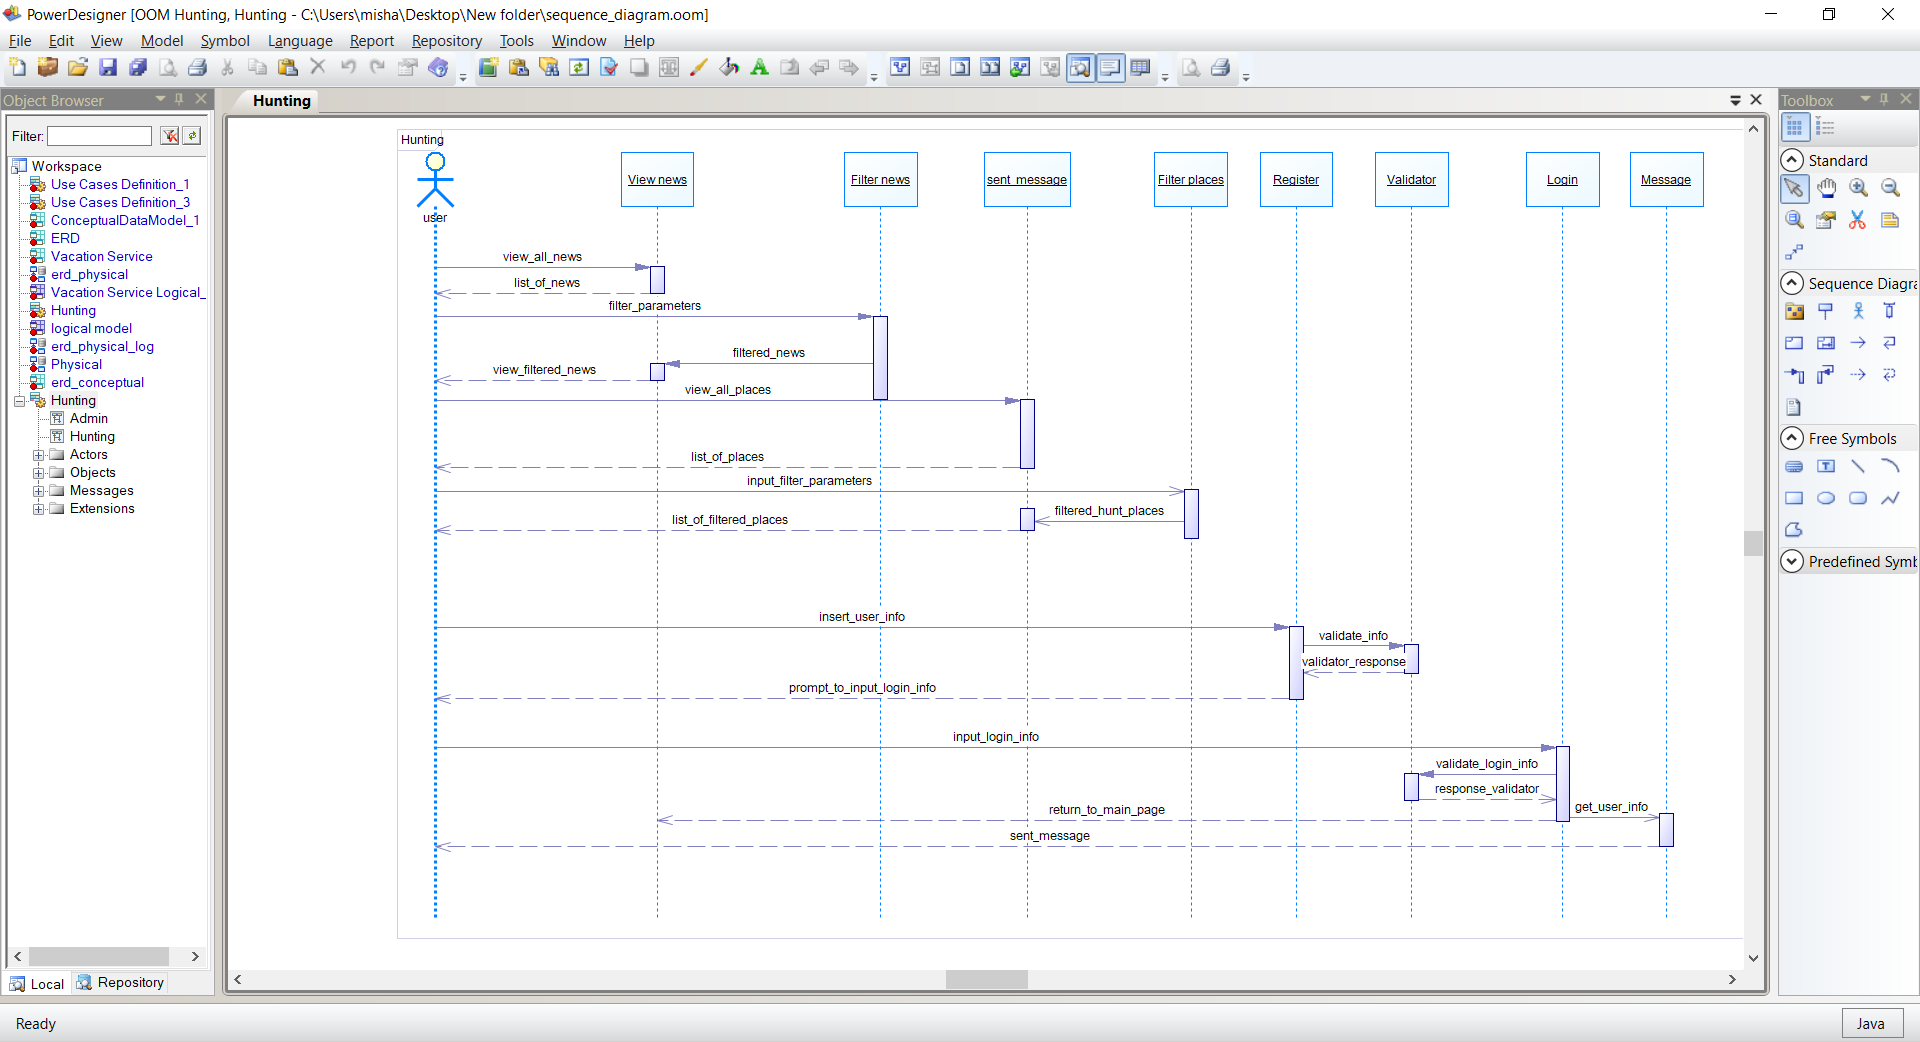 PowerDesigner [OOM Hunting, Hunting - C:\Users\misha\Desktop\New folder\sequence_diagram.oom]
File Edit View Model Symbol Language Report Repository Tools Window Help
Object Browser
Filter:
Workspace
Use Cases Definition_1
Use Cases Definition_3
ConceptualDataModel_1
ERD
Vacation Service
erd_physical
Vacation Service Logical_
Hunting
logical model
erd_physical_log
Physical
erd_conceptual
Hunting
Admin
Hunting
Actors
Objects
Messages
Extensions
Local Repository
Hunting
Hunting
user
View news
Filter news
sent_message
Filter places
Register
Validator
Login
Message
view_all_news
list_of_news
filter_parameters
filtered_news
view_filtered_news
view_all_places
list_of_places
input_filter_parameters
filtered_hunt_places
list_of_filtered_places
insert_user_info
validate_info
validator_response
prompt_to_input_login_info
input_login_info
validate_login_info
response_validator
get_user_info
return_to_main_page
sent_message
Toolbox
Standard
Sequence Diagra
Free Symbols
Predefined Symb
Ready
Java